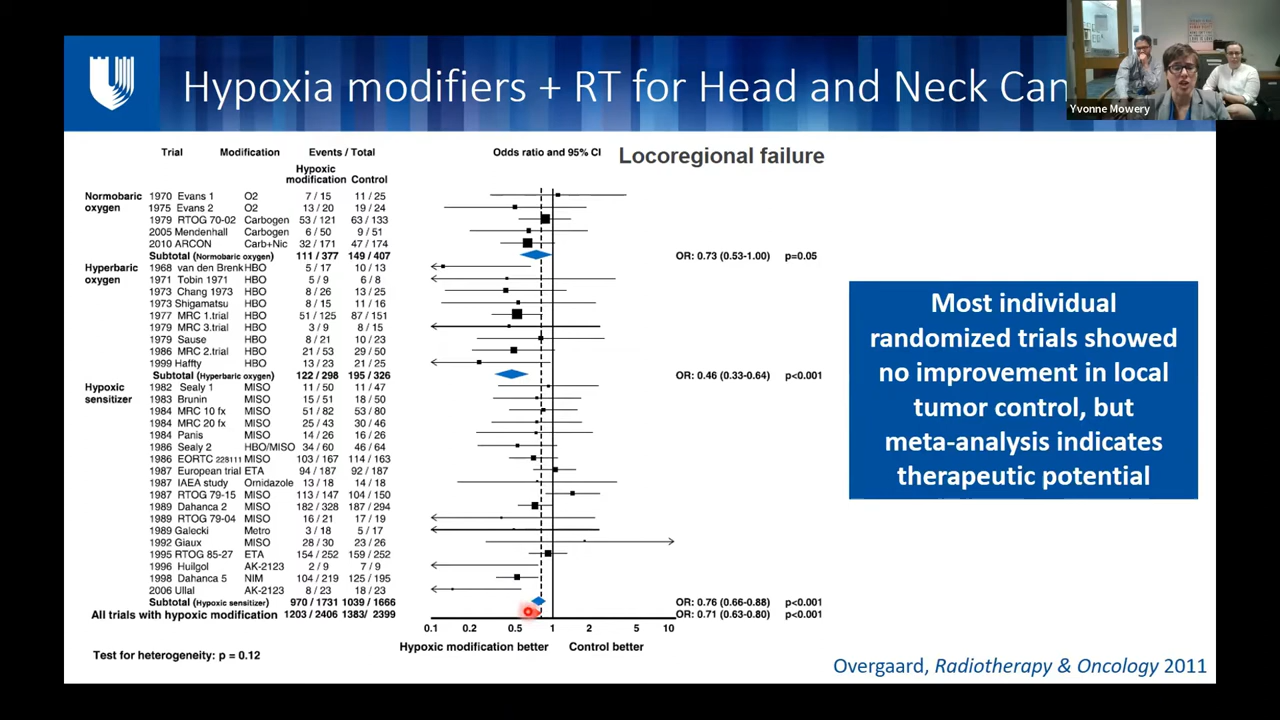 Hypoxia modifiers + RT for Head and Neck Can
Yvonne Mowery
Trial Modification Events / Total Odds ratio and 95% CI Locoregional failure
Hypoxic
modification Control
Normobaric 1970 Evans 1 O2 7 / 15 11 / 25
oxygen 1975 Evans 2 O2 13 / 20 19 / 24
1979 RTOG 70-02 Carbogen 53 / 121 63 / 133
2005 Mendenhall Carbogen 6 / 50 9 / 51
2010 ARCON Carb+Nic 32 / 171 47 / 174
Subtotal (Normobaric oxygen) 111 / 377 149 / 407 OR: 0.73 (0.53-1.00) p=0.05
Hyperbaric 1968 van den Brenk HBO 5 / 17 10 / 13
oxygen 1971 Tobin 1971 HBO 5 / 9 6 / 8
1973 Chang 1973 HBO 8 / 26 13 / 25
1973 Shigamatsu HBO 8 / 15 11 / 16
1977 MRC 1.trial HBO 51 / 125 87 / 151
1979 MRC 3.trial HBO 3 / 9 8 / 15
1979 Sause HBO 8 / 21 10 / 23
1986 MRC 2.trial HBO 21 / 53 29 / 50
1999 Haffty HBO 13 / 23 21 / 25
Subtotal (Hyperbaric oxygen) 122 / 298 195 / 326 OR: 0.46 (0.33-0.64) p<0.001
Hypoxic 1982 Sealy 1 MISO 11 / 50 11 / 47
sensitizer 1983 Brunin MISO 15 / 51 18 / 50
1984 MRC 10 fx MISO 51 / 82 53 / 80
1984 MRC 20 fx MISO 25 / 43 30 / 46
1984 Panis MISO 14 / 26 16 / 26
1986 Sealy 2 HBO/MISO 34 / 60 46 / 64
1986 EORTC 228111 MISO 103 / 167 114 / 163
1987 European trial ETA 94 / 187 92 / 187
1987 IAEA study Ornidazole 13 / 18 14 / 18
1987 RTOG 79-15 MISO 113 / 147 104 / 150
1989 Dahanca 2 MISO 182 / 328 187 / 294
1989 RTOG 79-04 MISO 16 / 21 17 / 19
1989 Galecki Metro 3 / 18 5 / 17
1992 Giaux MISO 28 / 30 23 / 26
1995 RTOG 85-27 ETA 154 / 252 159 / 252
1996 Huilgol AK-2123 2 / 9 7 / 9
1998 Dahanca 5 NIM 104 / 219 125 / 195
2006 Ullal AK-2123 8 / 23 18 / 23
Subtotal (Hypoxic sensitizer) 970 / 1731 1039 / 1666 OR: 0.76 (0.66-0.88) p<0.001
All trials with hypoxic modification 1203 / 2406 1383/ 2399 OR: 0.71 (0.63-0.80) p<0.001
0.1 0.2 0.5 1 2 5 10
Hypoxic modification better Control better
Test for heterogeneity: p = 0.12
Most individual
randomized trials showed
no improvement in local
tumor control, but
meta-analysis indicates
therapeutic potential
Overgaard, Radiotherapy & Oncology 2011